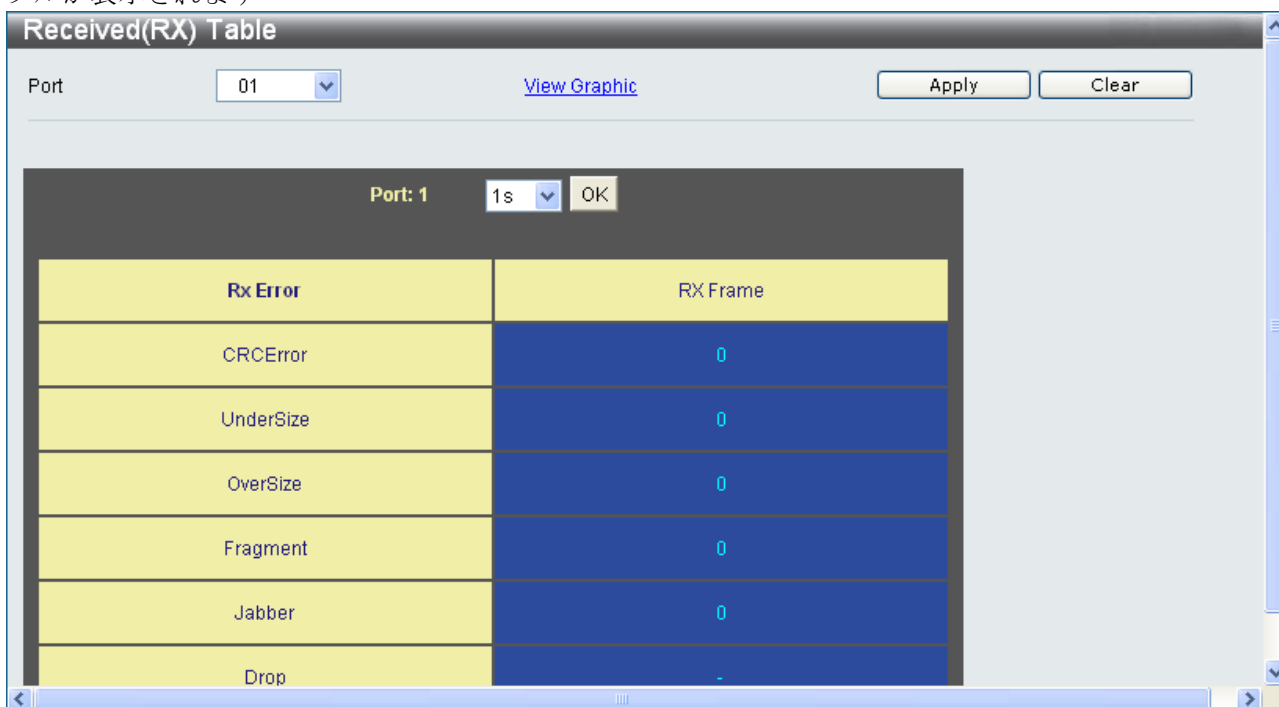 Received(RX) Table
Port 01 View Graphic Apply Clear
Port: 1 1s OK
Rx Error RX Frame
CRCError 0
UnderSize 0
OverSize 0
Fragment 0
Jabber 0
Drop -